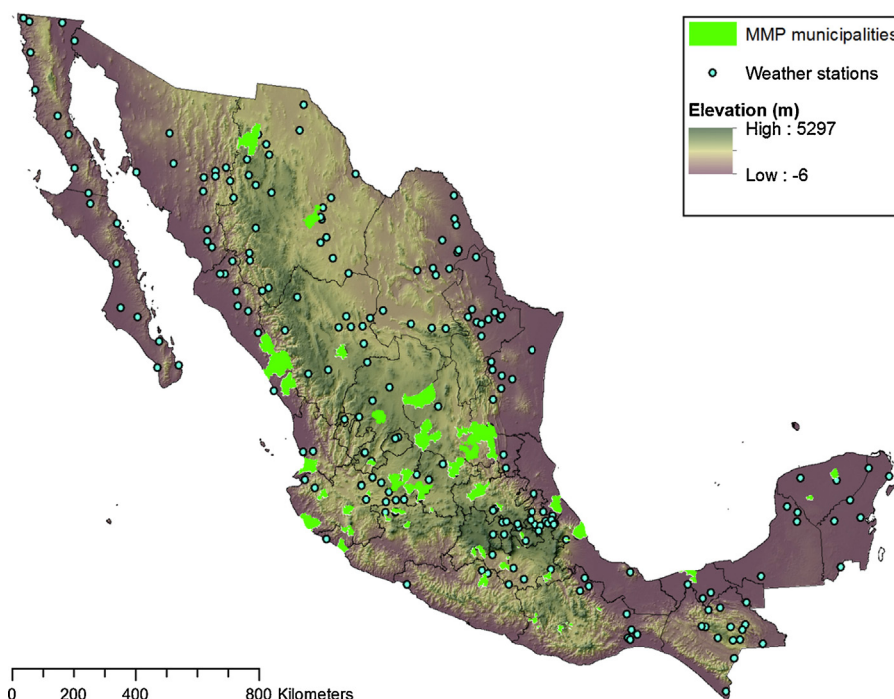 MMP municipalities
Weather stations
Elevation (m)
High : 5297
Low : -6
0 200 400 800 Kilometers